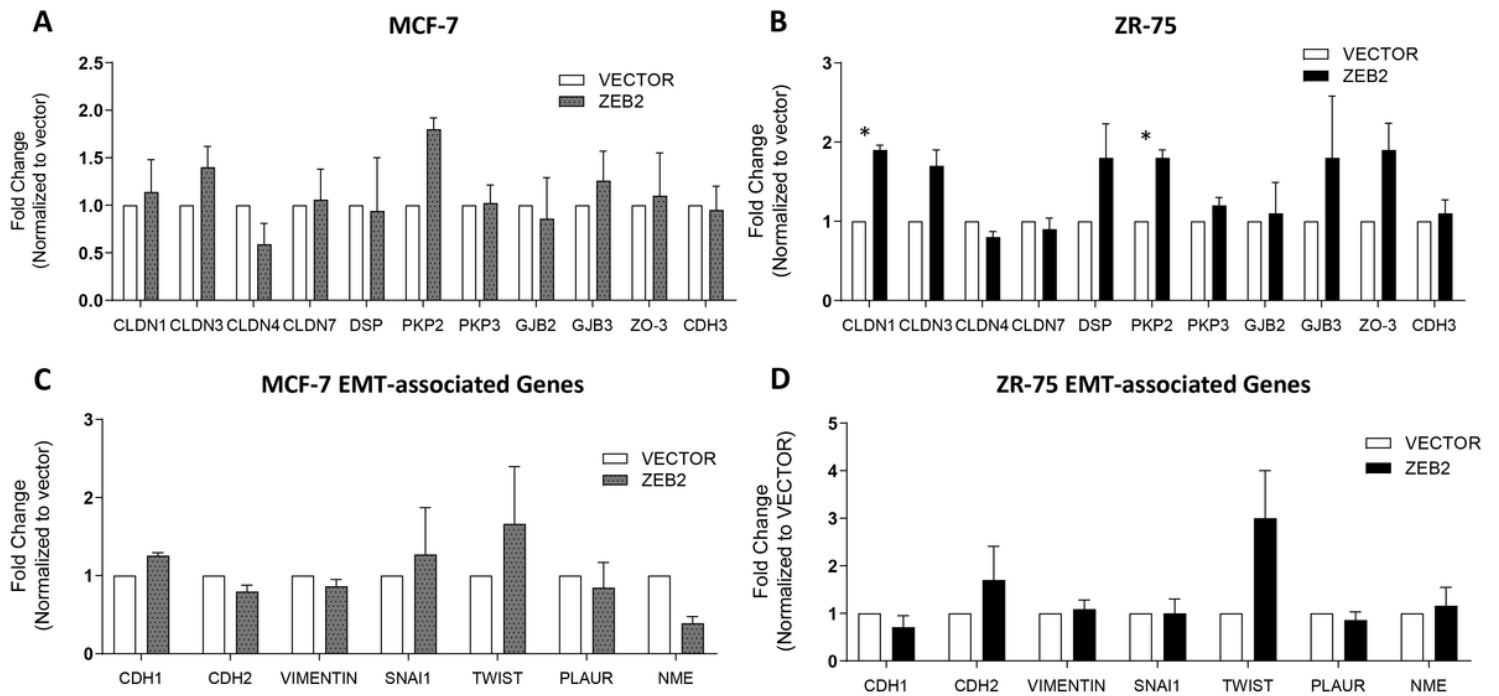 A
MCF-7
Fold Change
(Normalized to vector)
2.5
2.0
1.5
1.0
0.5
0.0
VECTOR
ZEB2
CLDN1 CLDN3 CLDN4 CLDN7 DSP PKP2 PKP3 GJB2 GJB3 ZO-3 CDH3
B
ZR-75
Fold Change
(Normalized to vector)
3
2
1
0
VECTOR
ZEB2
*
*
CLDN1 CLDN3 CLDN4 CLDN7 DSP PKP2 PKP3 GJB2 GJB3 ZO-3 CDH3
C
MCF-7 EMT-associated Genes
Fold Change
(Normalized to vector)
3
2
1
0
VECTOR
ZEB2
CDH1 CDH2 VIMENTIN SNAI1 TWIST PLAUR NME
D
ZR-75 EMT-associated Genes
Fold Change
(Normalized to VECTOR)
5
4
3
2
1
0
VECTOR
ZEB2
CDH1 CDH2 VIMENTIN SNAI1 TWIST PLAUR NME